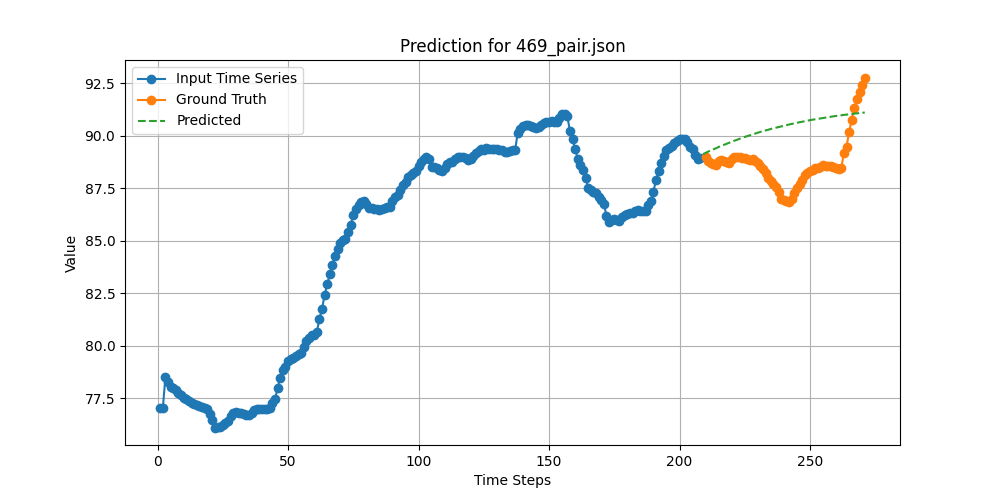 Prediction for 469_pair.json
Input Time Series
Ground Truth
Predicted
92.5
90.0
87.5
85.0
82.5
80.0
77.5
Value
0
50
100
150
200
250
Time Steps